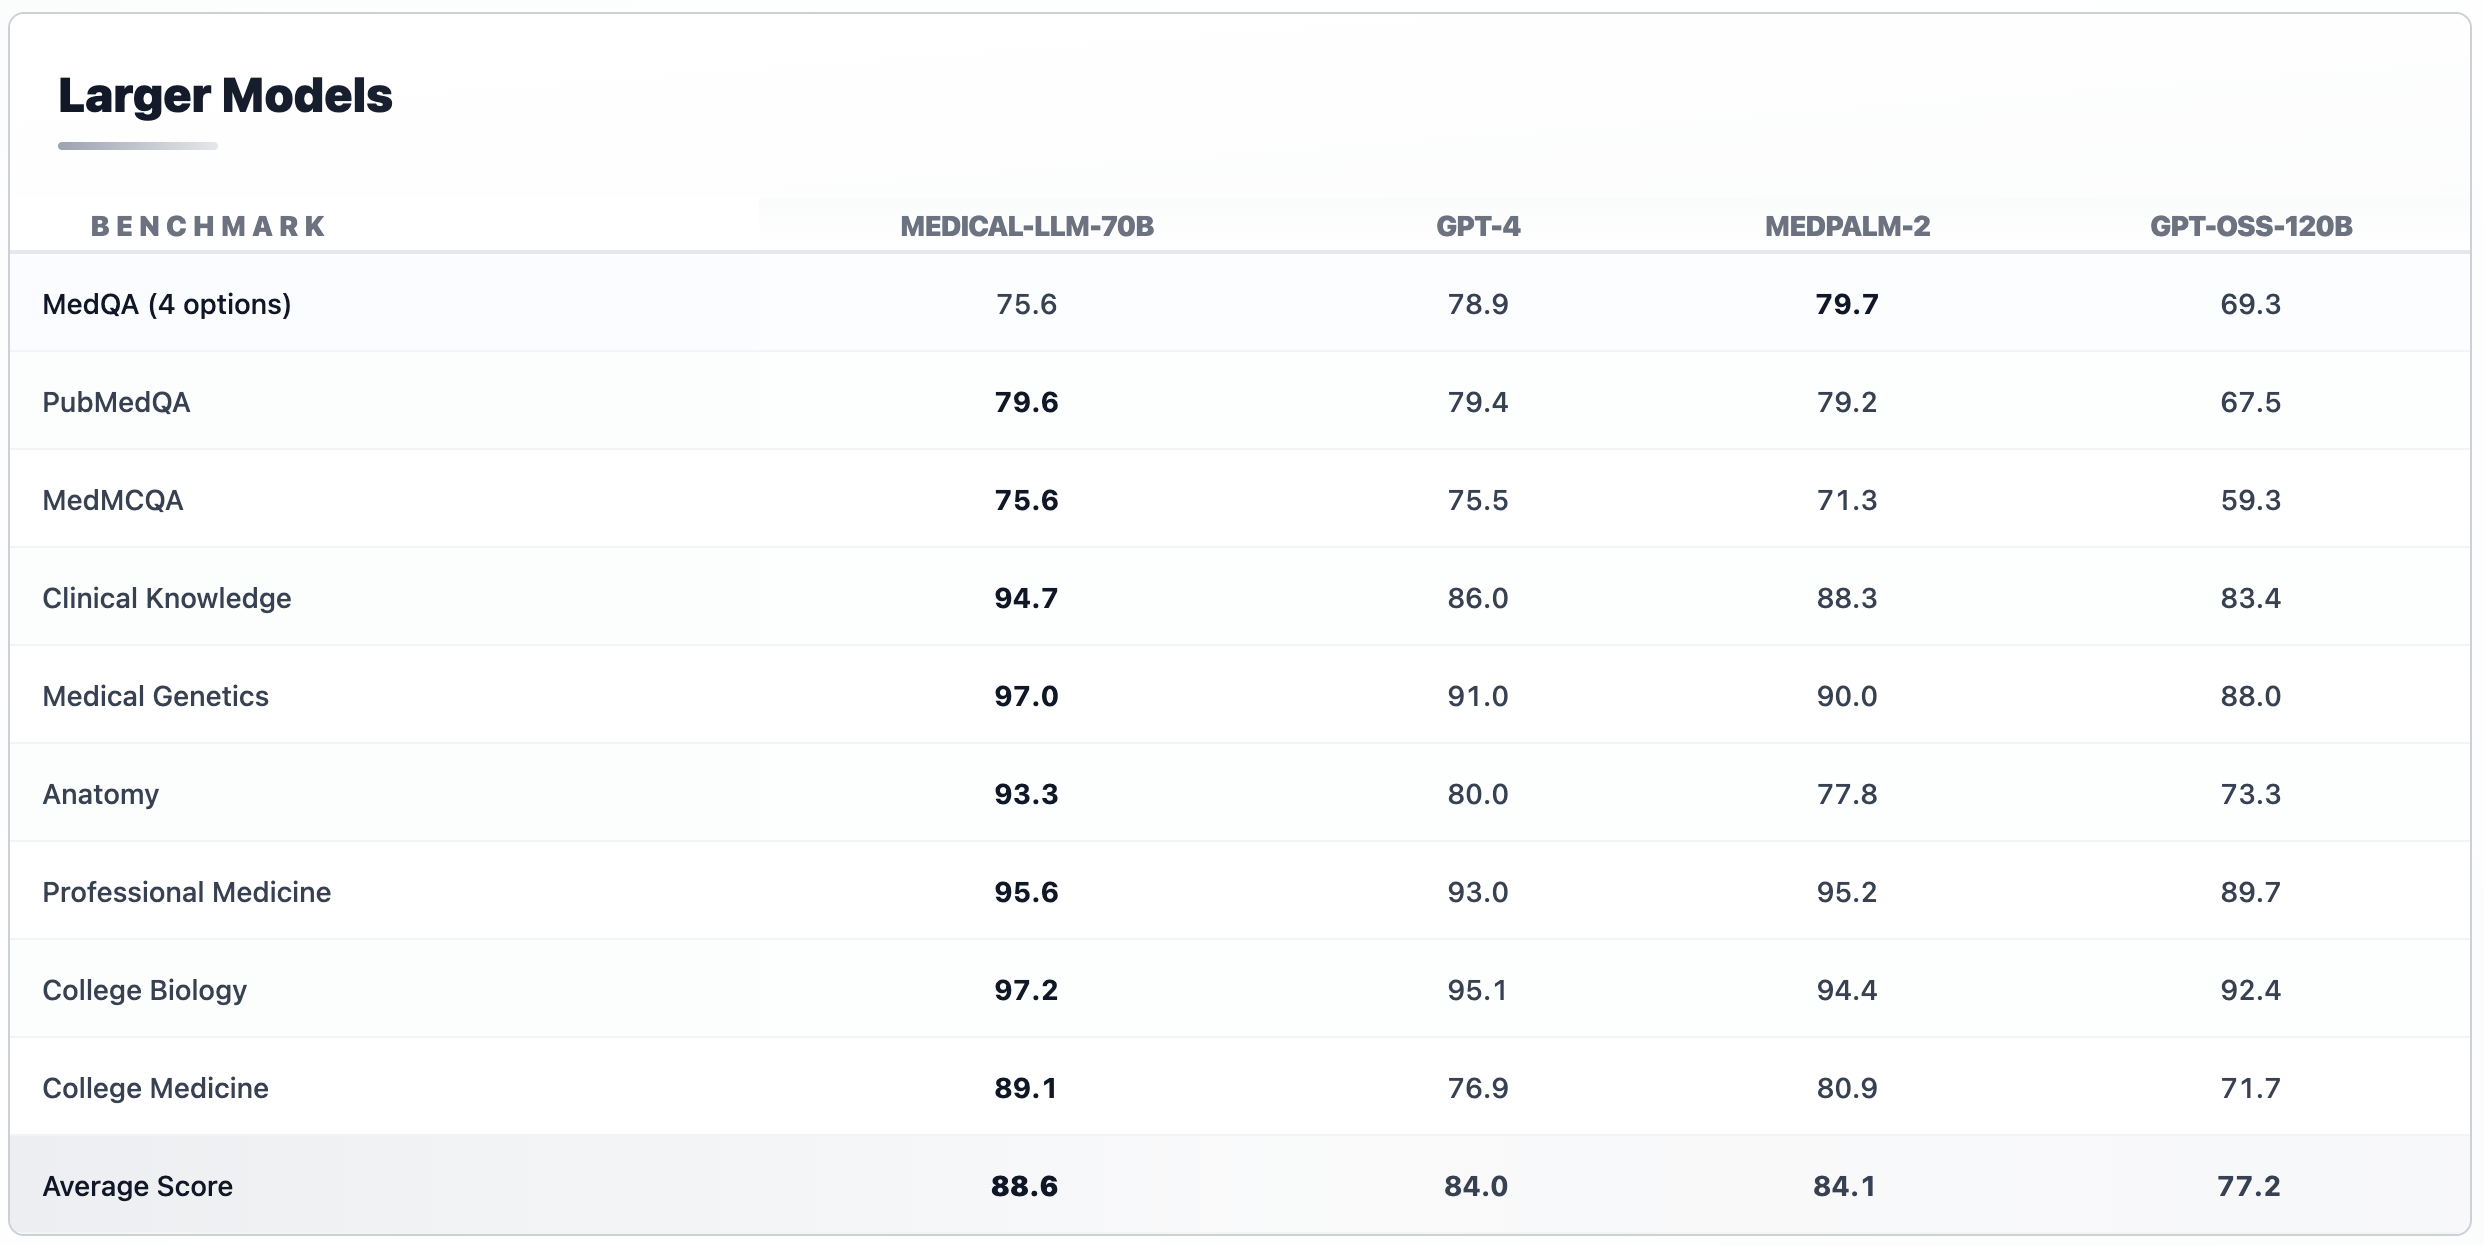 Larger Models
BENCHMARK MEDICAL-LLM-70B GPT-4 MEDPALM-2 GPT-OSS-120B
MedQA (4 options) 75.6 78.9 79.7 69.3
PubMedQA 79.6 79.4 79.2 67.5
MedMCQA 75.6 75.5 71.3 59.3
Clinical Knowledge 94.7 86.0 88.3 83.4
Medical Genetics 97.0 91.0 90.0 88.0
Anatomy 93.3 80.0 77.8 73.3
Professional Medicine 95.6 93.0 95.2 89.7
College Biology 97.2 95.1 94.4 92.4
College Medicine 89.1 76.9 80.9 71.7
Average Score 88.6 84.0 84.1 77.2